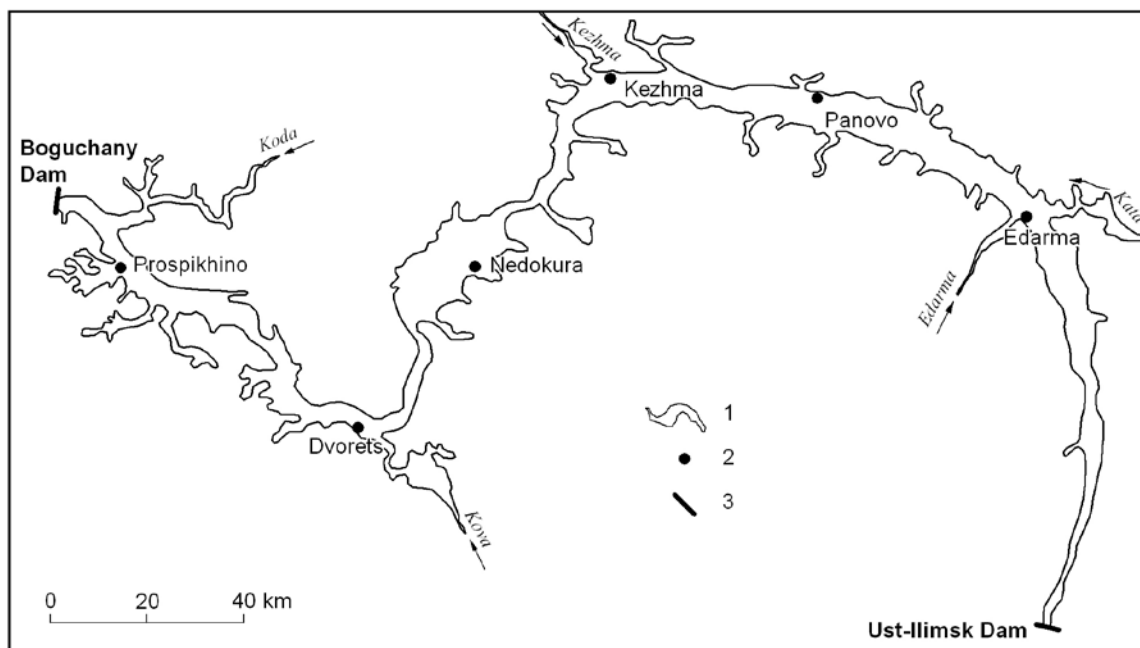 Kezhma
Kezhma
Panovo
Koda
Boguchany
Dam
Kata
Edarma
Prospikhino
Nedokura
Edarma
1
Dvorets
2
3
Kova
0 20 40 km
Ust-Ilimsk Dam